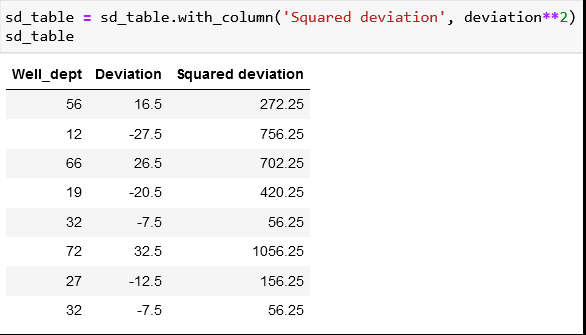 sd_table = sd_table.with_column('Squared deviation', deviation**2)
sd_table
Well_dept Deviation Squared deviation
56 16.5 272.25
12 -27.5 756.25
66 26.5 702.25
19 -20.5 420.25
32 -7.5 56.25
72 32.5 1056.25
27 -12.5 156.25
32 -7.5 56.25